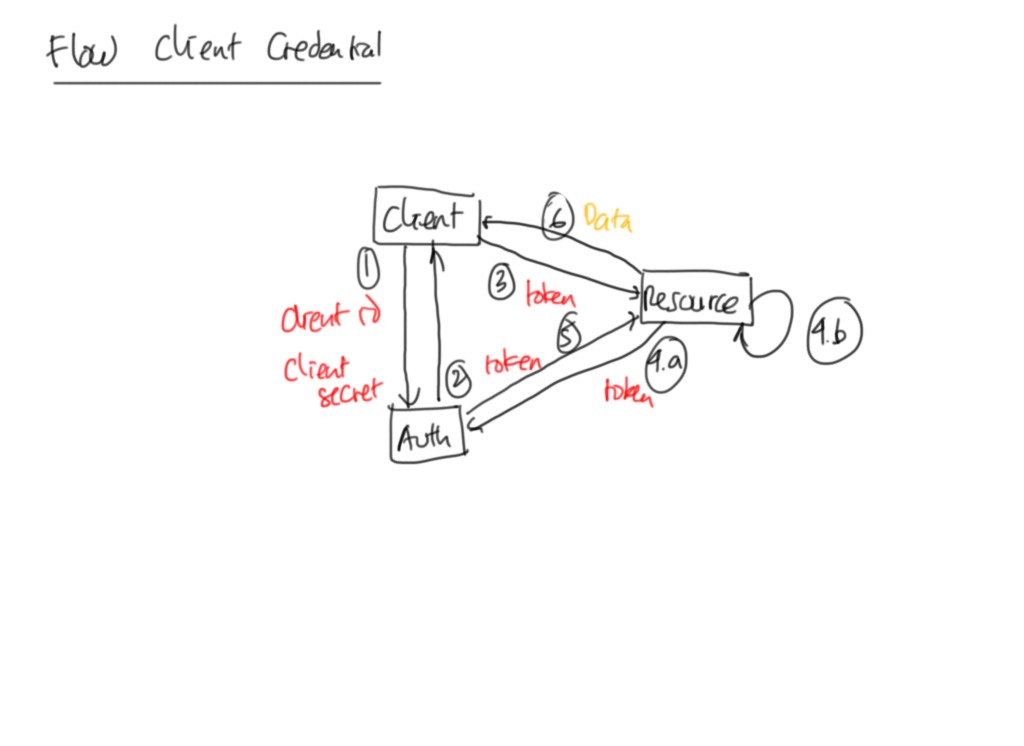 Flow Client Credential
Client
6 Data
1
3 token
Resource
client id
5
4.b
Client
secret
2 token
4.a
token
Auth